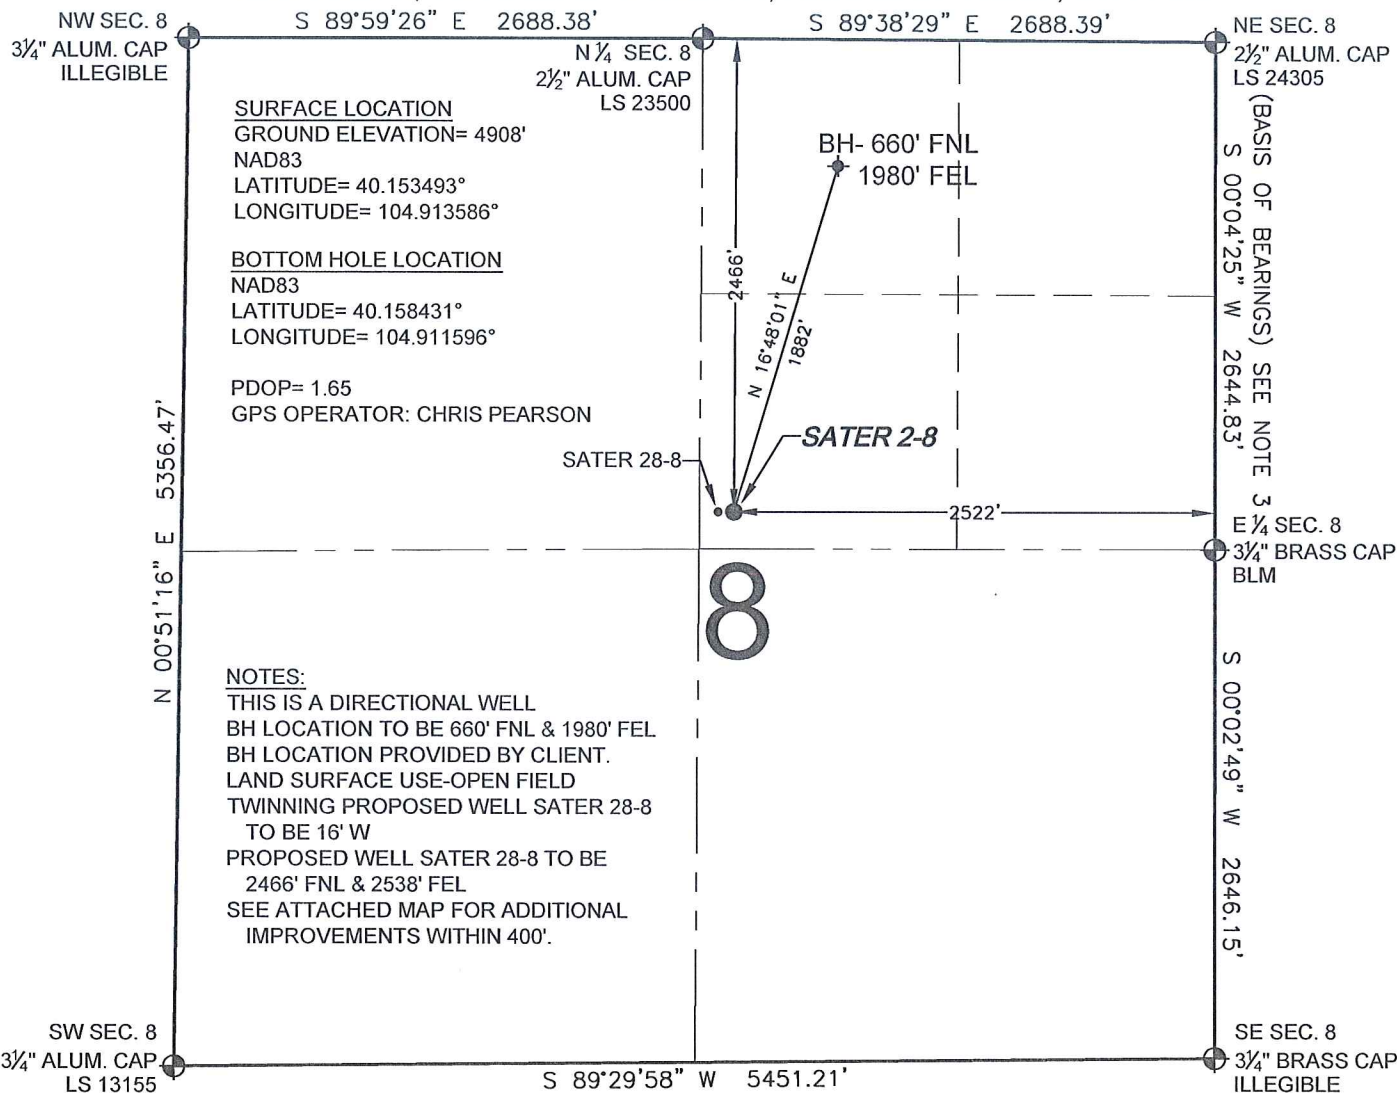 NW SEC. 8
3¼" ALUM. CAP
ILLEGIBLE
S 89°59'26" E 2688.38'
N ¼ SEC. 8
2½" ALUM. CAP
LS 23500
S 89°38'29" E 2688.39'
NE SEC. 8
2½" ALUM. CAP
LS 24305
SURFACE LOCATION
GROUND ELEVATION= 4908'
NAD83
LATITUDE= 40.153493°
LONGITUDE= 104.913586°
BOTTOM HOLE LOCATION
NAD83
LATITUDE= 40.158431°
LONGITUDE= 104.911596°
PDOP= 1.65
GPS OPERATOR: CHRIS PEARSON
BH- 660' FNL
1980' FEL
2466'
N 16°48'01" E
1882'
(BASIS OF BEARINGS) SEE NOTE 3
S 00°04'25" W 2644.83'
SATER 2-8
SATER 28-8
2522'
N 00°51'16" E 5356.47'
E ¼ SEC. 8
3¼" BRASS CAP
BLM
8
NOTES:
THIS IS A DIRECTIONAL WELL
BH LOCATION TO BE 660' FNL & 1980' FEL
BH LOCATION PROVIDED BY CLIENT.
LAND SURFACE USE-OPEN FIELD
TWINNING PROPOSED WELL SATER 28-8
TO BE 16' W
PROPOSED WELL SATER 28-8 TO BE
2466' FNL & 2538' FEL
SEE ATTACHED MAP FOR ADDITIONAL
IMPROVEMENTS WITHIN 400'.
S 00°02'49" W 2646.15'
SW SEC. 8
3¼" ALUM. CAP
LS 13155
S 89°29'58" W 5451.21'
SE SEC. 8
3¼" BRASS CAP
ILLEGIBLE